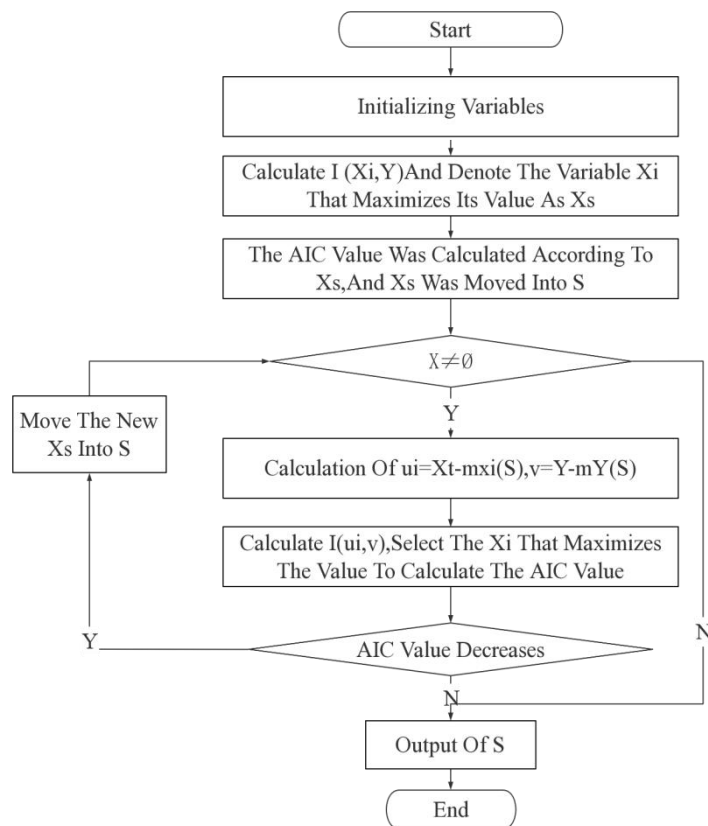 Start
Initializing Variables
Calculate I (Xi,Y)And Denote The Variable Xi
That Maximizes Its Value As Xs
The AIC Value Was Calculated According To
Xs,And Xs Was Moved Into S
X≠∅
Move The New
Xs Into S
Y
Calculation Of ui=Xt-mxi(S),v=Y-mY(S)
Calculate I(ui,v),Select The Xi That Maximizes
The Value To Calculate The AIC Value
Y
N
AIC Value Decreases
N
Output Of S
End